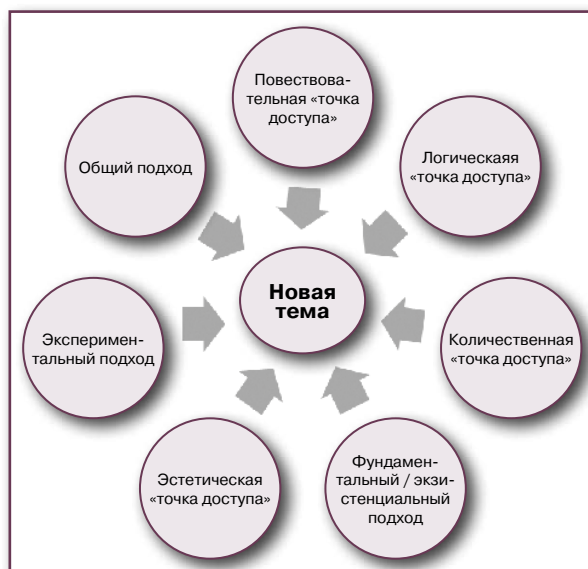 Повествова-
тельная «точка
доступа»
Общий подход
Логическаяя
«точка доступа»
Новая
тема
Эксперимен-
тальный подход
Количественная
«точка доступа»
Эстетическая
«точка доступа»
Фундамен-
тальный / экзи-
стенциальный
подход